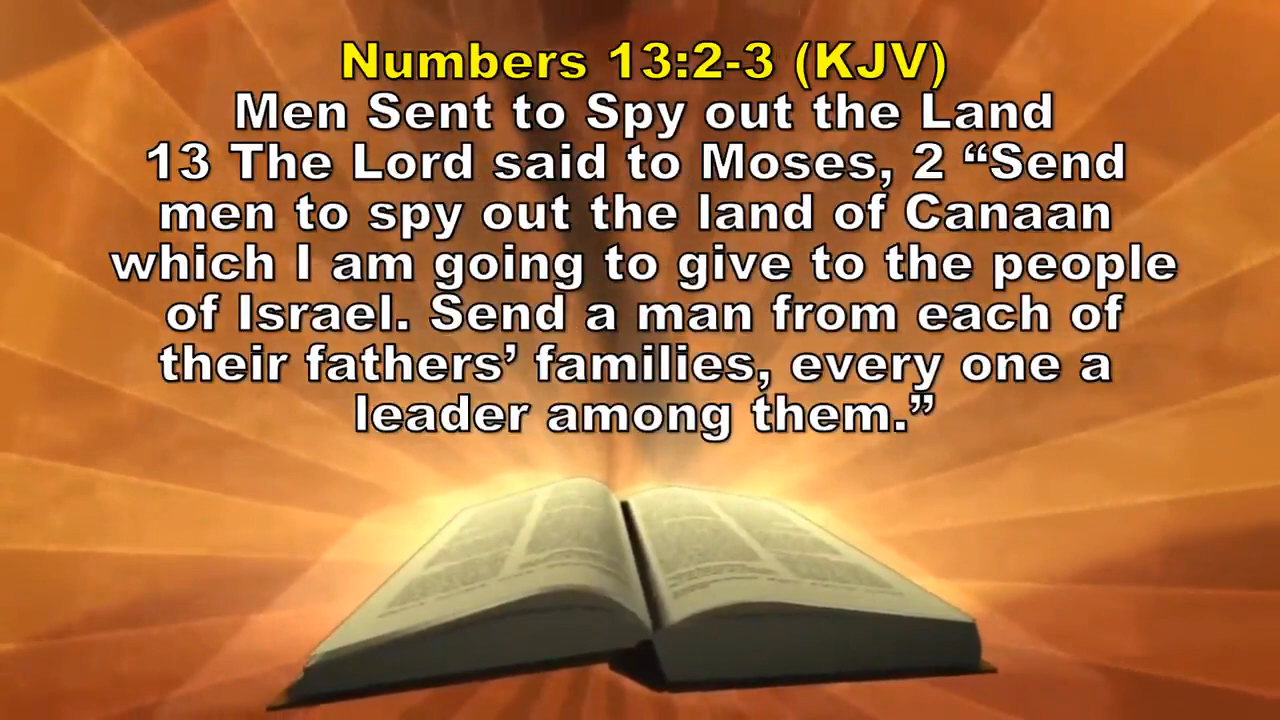 Numbers 13:2-3 (KJV)
Men Sent to Spy out the Land
13 The Lord said to Moses, 2 “Send
men to spy out the land of Canaan
which I am going to give to the people
of Israel. Send a man from each of
their fathers’ families, every one a
leader among them.”